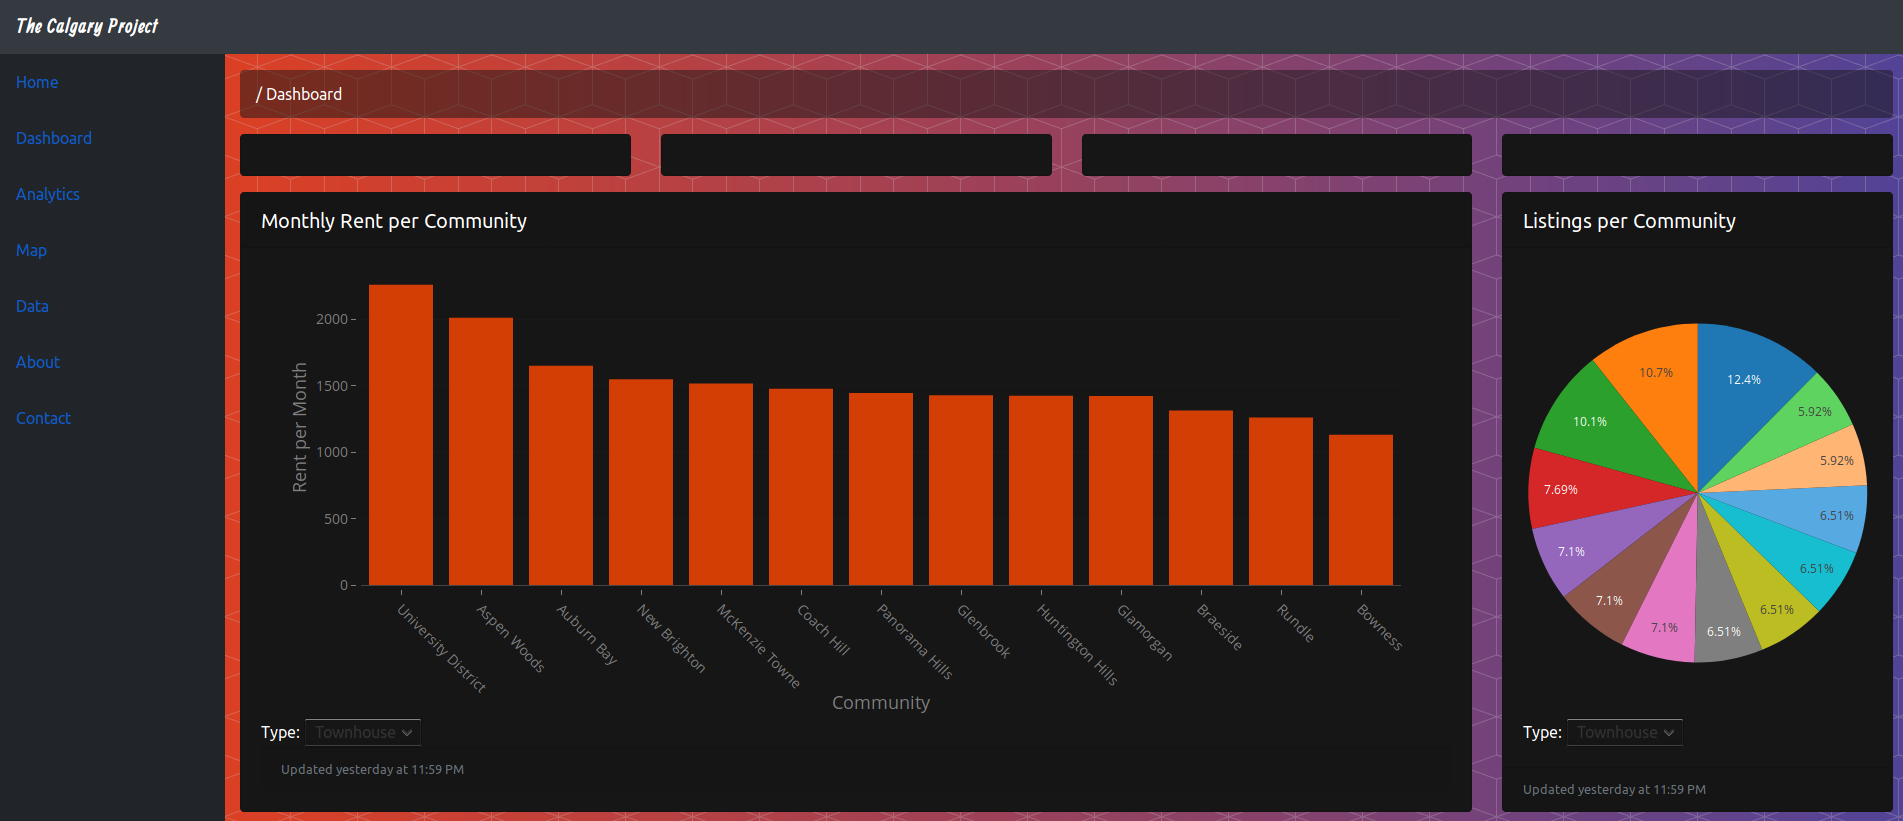 The Calgary Project
Home
Dashboard
Analytics
Map
Data
About
Contact
/ Dashboard
Monthly Rent per Community
2000
1500
1000
500
0
Rent per Month
University District
Aspen Woods
Auburn Bay
New Brighton
McKenzie Towne
Coach Hill
Panorama Hills
Glenbrook
Huntington Hills
Glamorgan
Braeside
Rundle
Bowness
Community
Type: Townhouse
Updated yesterday at 11:59 PM
Listings per Community
12.4%
5.92%
5.92%
6.51%
6.51%
6.51%
6.51%
7.1%
7.1%
7.1%
7.69%
10.1%
10.7%
Type: Townhouse
Updated yesterday at 11:59 PM